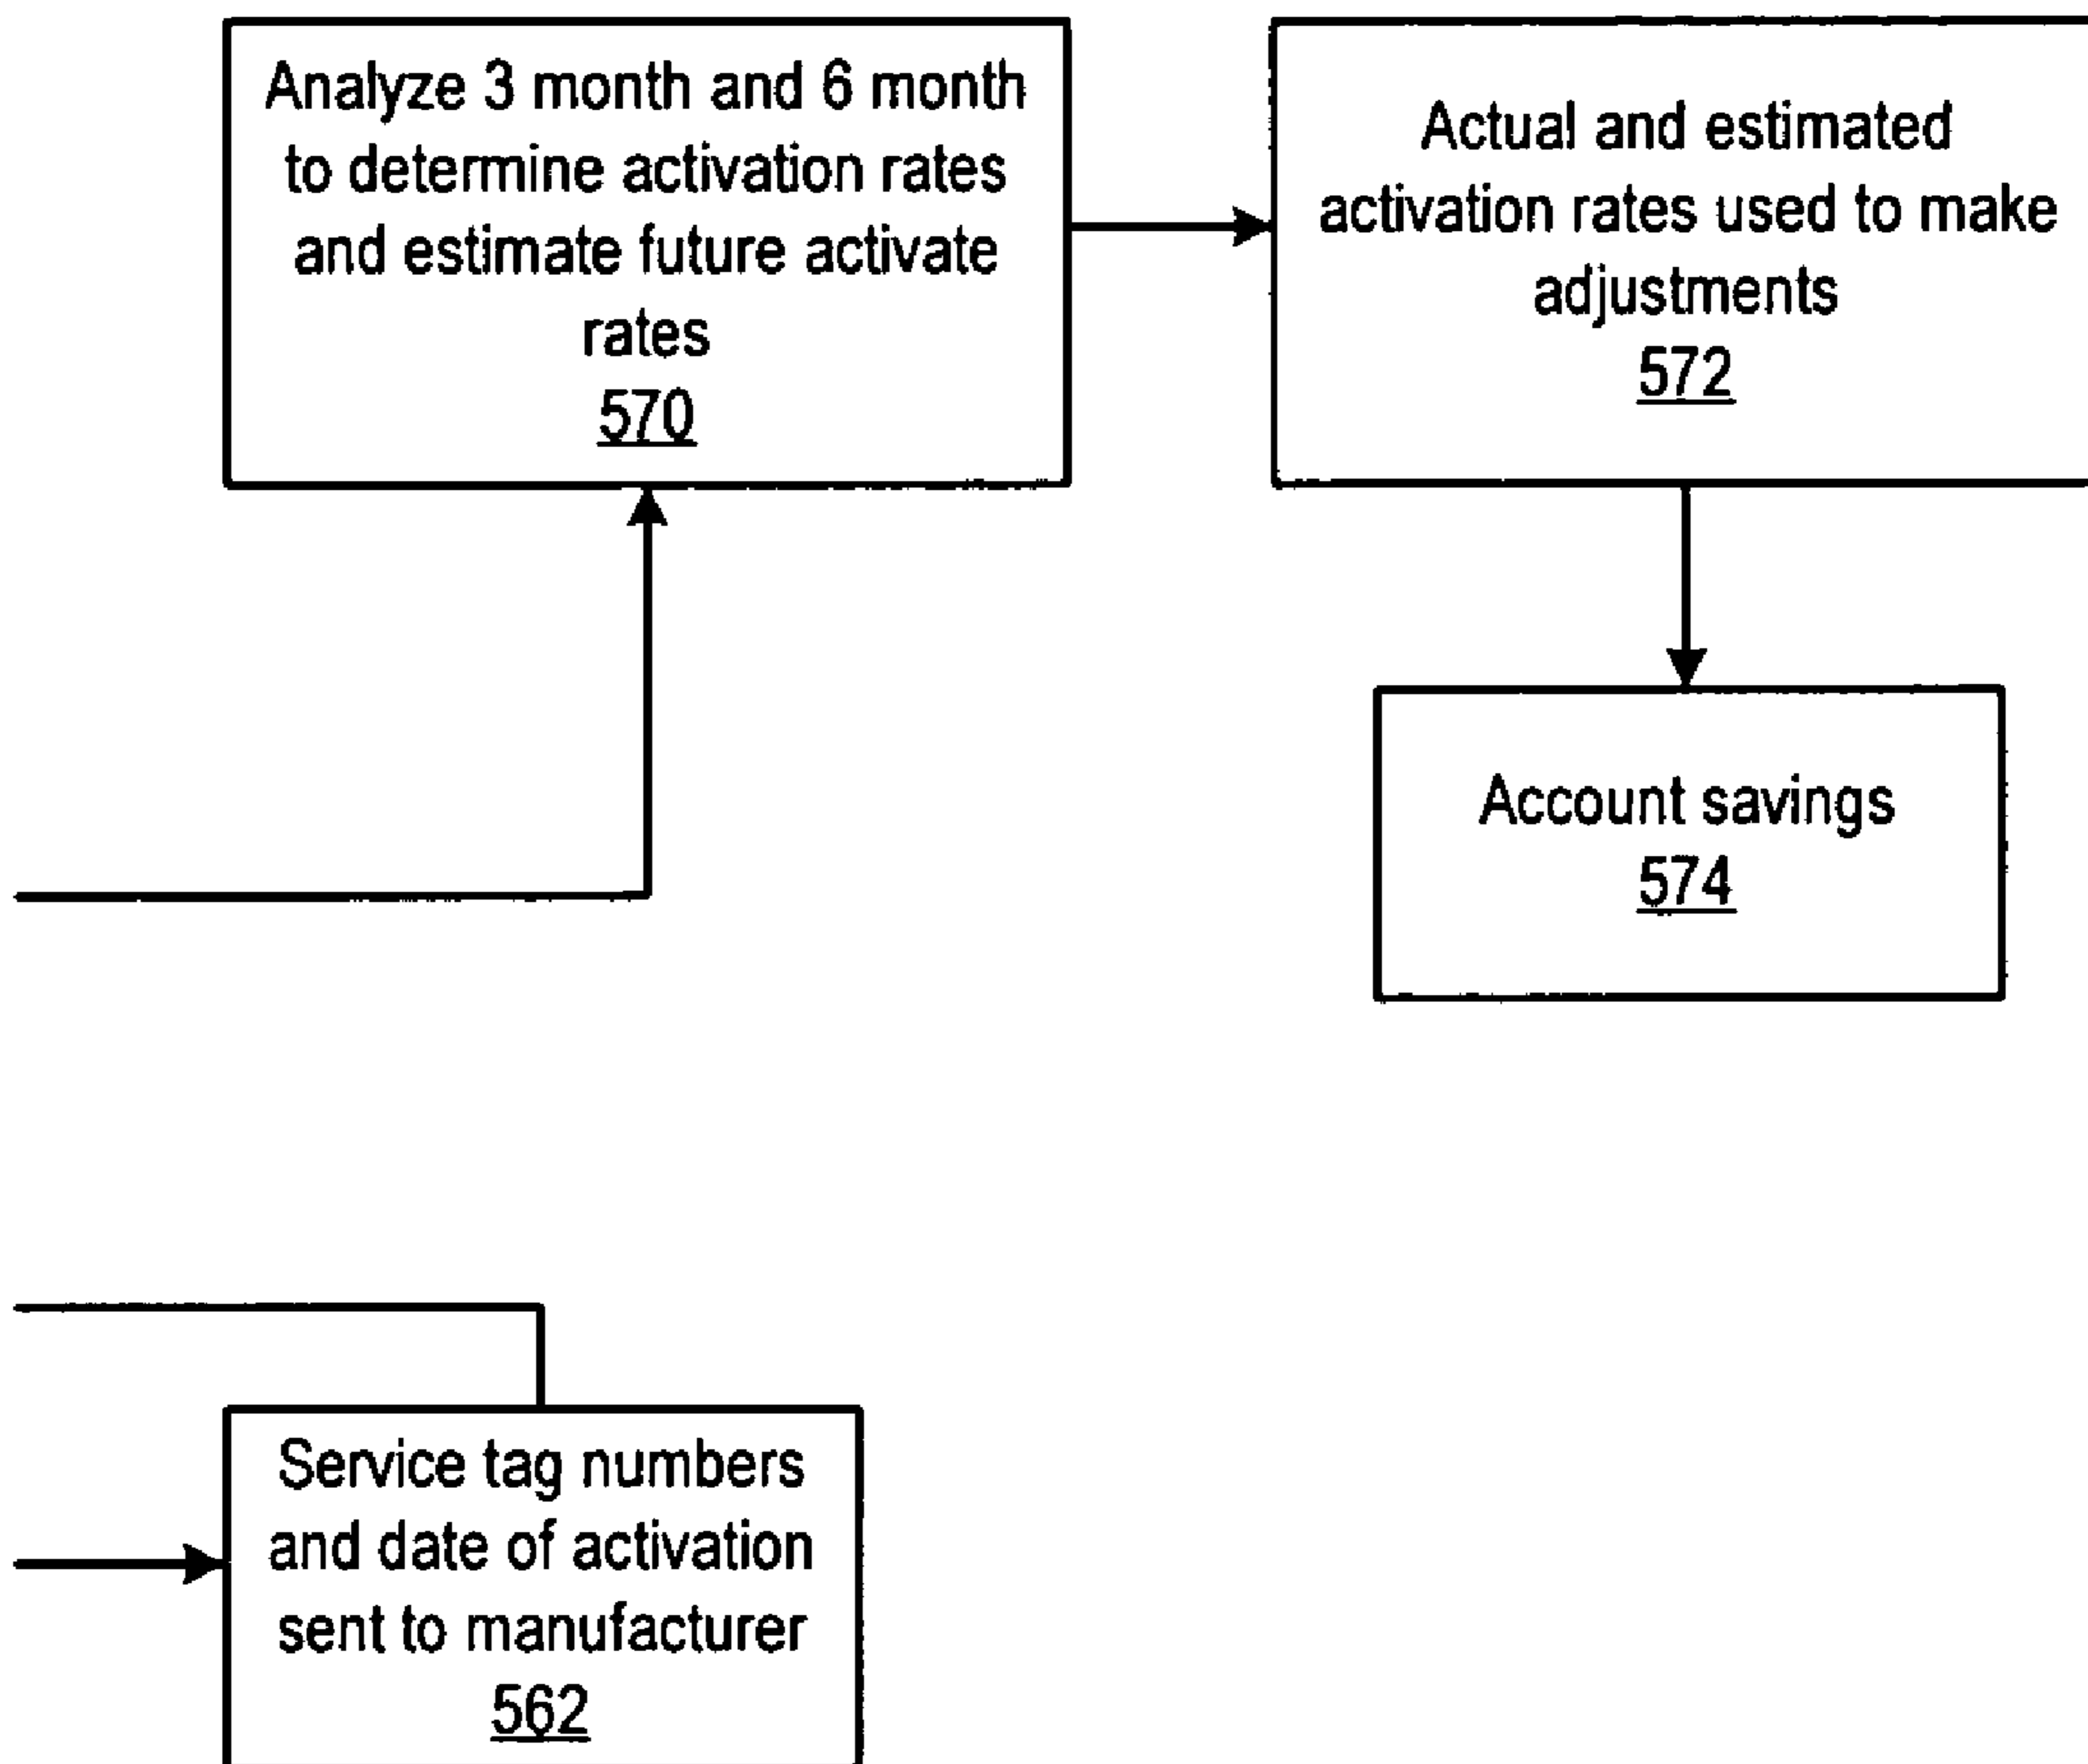 Analyze 3 month and 6 month
to determine activation rates
and estimate future activate
rates
570
Actual and estimated
activation rates used to make
adjustments
572
Account savings
574
Service tag numbers
and date of activation
sent to manufacturer
562